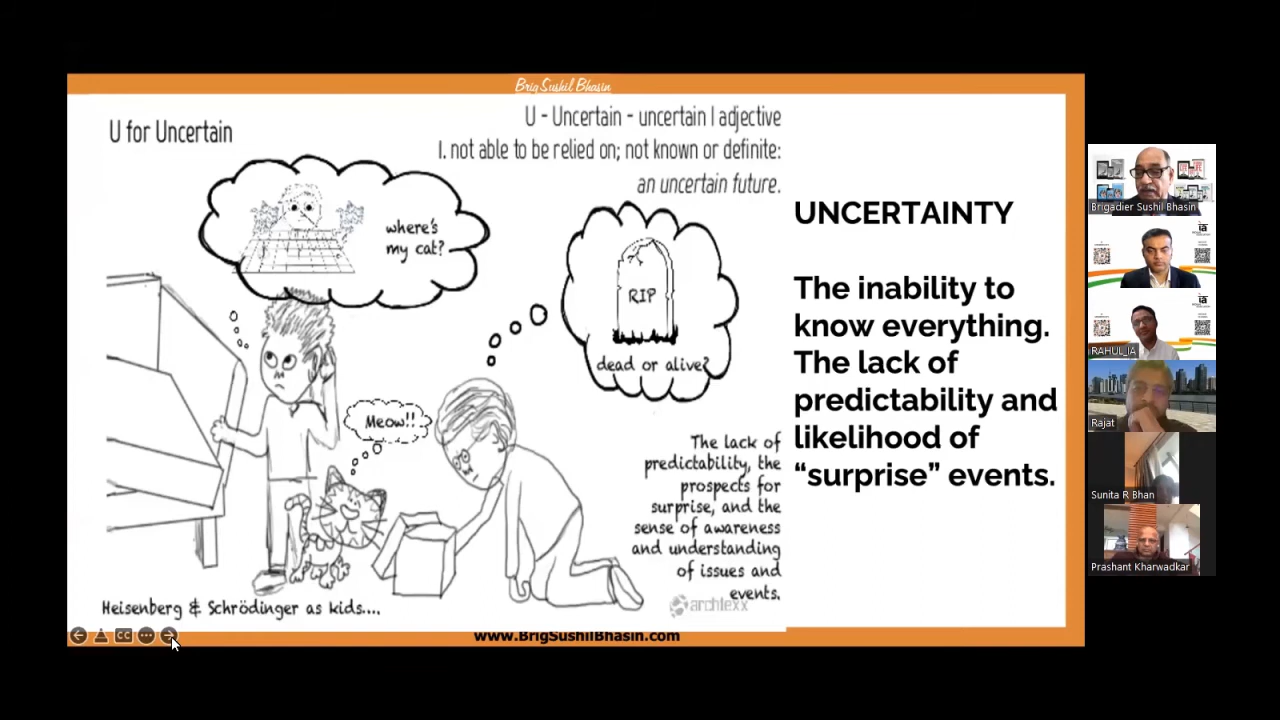 Brig Sushil Bhasin
U for Uncertain
U - Uncertain - uncertain | adjective
1. not able to be relied on; not known or definite:
an uncertain future.
where's
my cat?
RIP
dead or alive?
Meow!!
The lack of
predictability, the
prospects for
surprise, and the
sense of awareness
and understanding
of issues and
events.
Heisenberg & Schrödinger as kids....
archlexx
UNCERTAINTY
The inability to
know everything.
The lack of
predictability and
likelihood of
“surprise” events.
CC
www.BrigSushilBhasin.com
Brigadier Sushil Bhasin
RAHUL_IA
Rajat
Sunita R Bhan
Prashant Kharwadkar